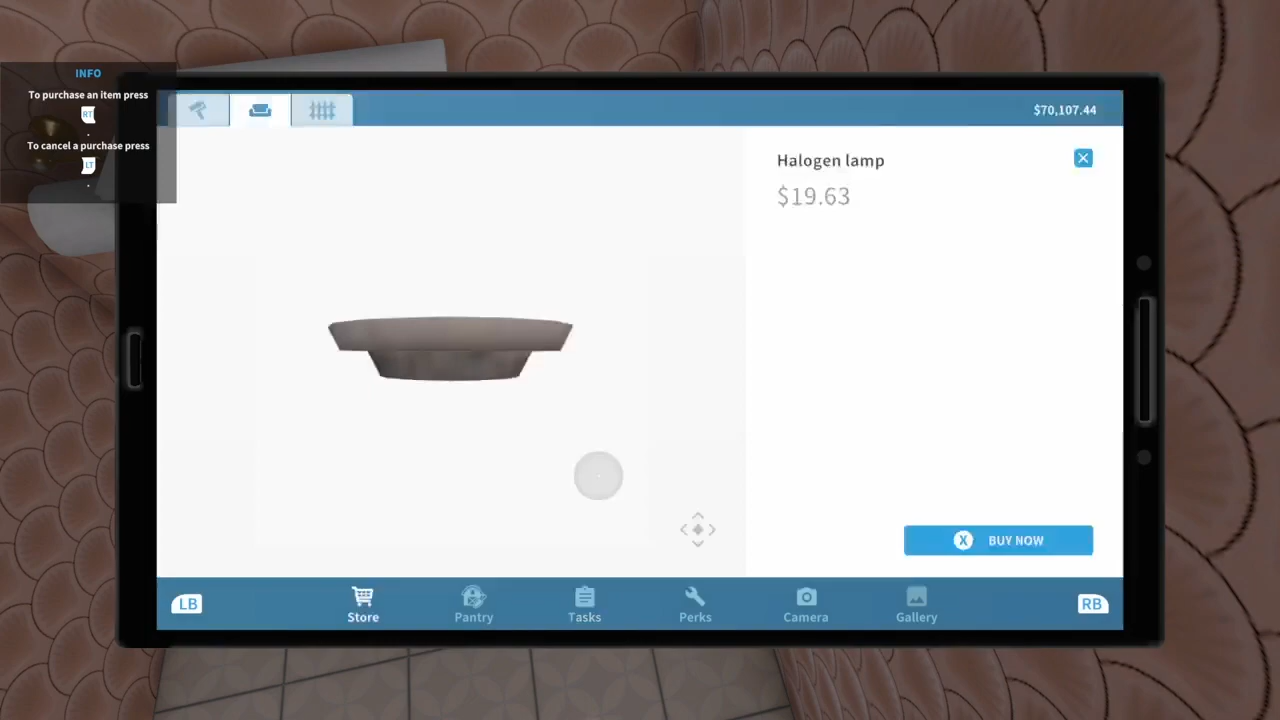 INFO
To purchase an item press
RT
.
To cancel a purchase press
LT
.
$70,107.44
Halogen lamp
$19.63
X BUY NOW
LB
Store
Pantry
Tasks
Perks
Camera
Gallery
RB